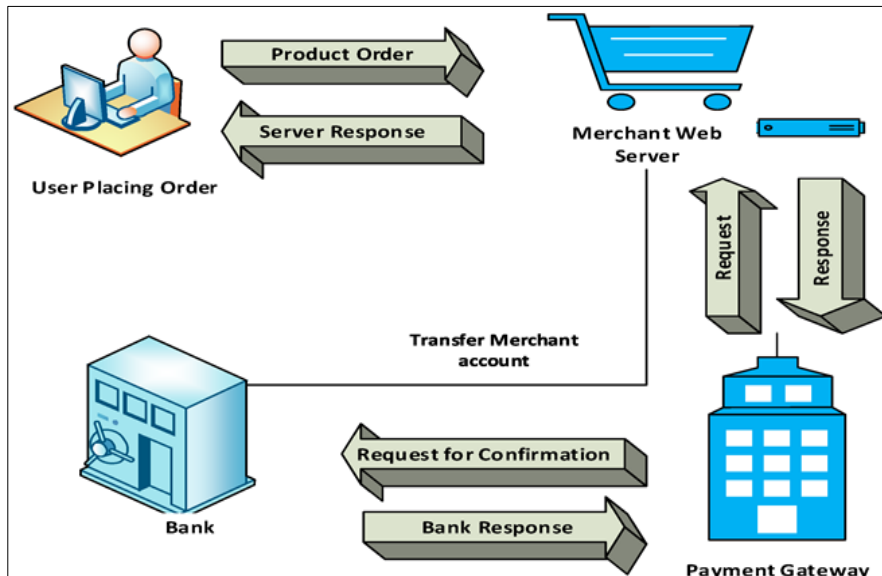 Product Order
Server Response
User Placing Order
Merchant Web
Server
Request
Response
Transfer Merchant
account
Request for Confirmation
Bank Response
Bank
Payment Gateway